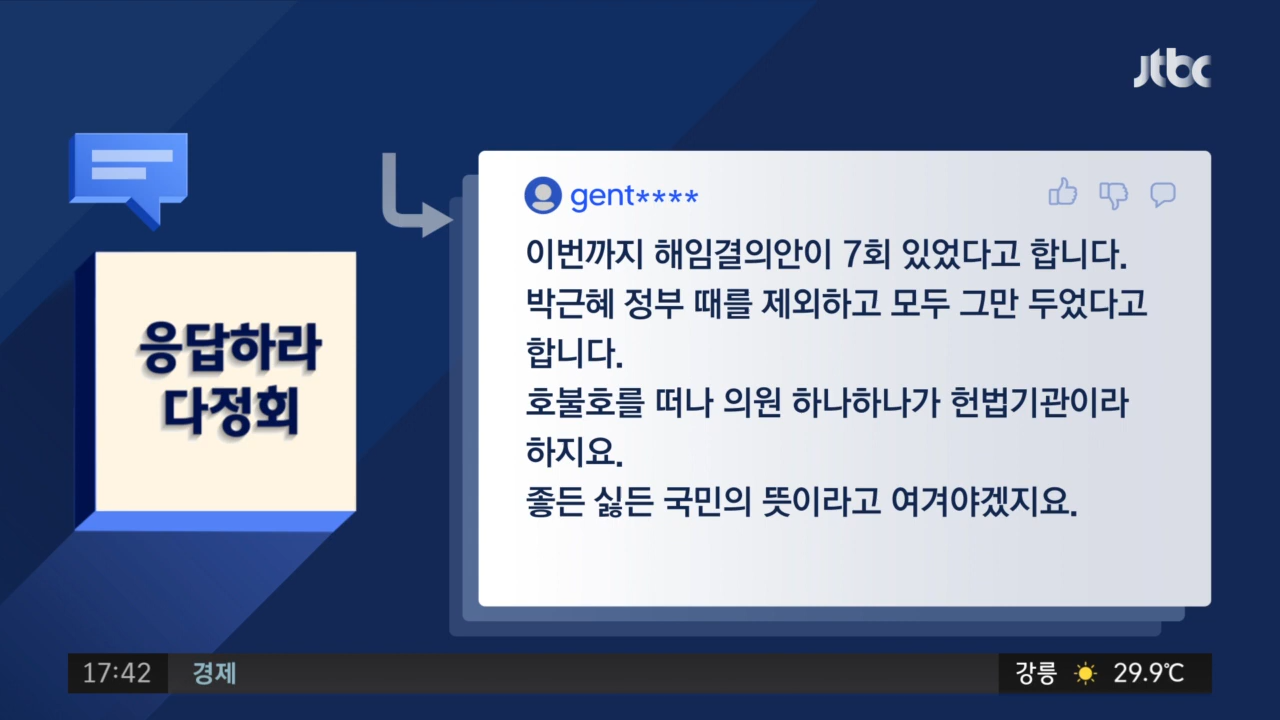 jtbc
응답하라
다정회
gent****
이번까지 해임결의안이 7회 있었다고 합니다.
박근혜 정부 때를 제외하고 모두 그만 두었다고
합니다.
호불호를 떠나 의원 하나하나가 헌법기관이라
하지요.
좋든 싫든 국민의 뜻이라고 여겨야겠지요.
17:42 경제 강릉 29.9℃